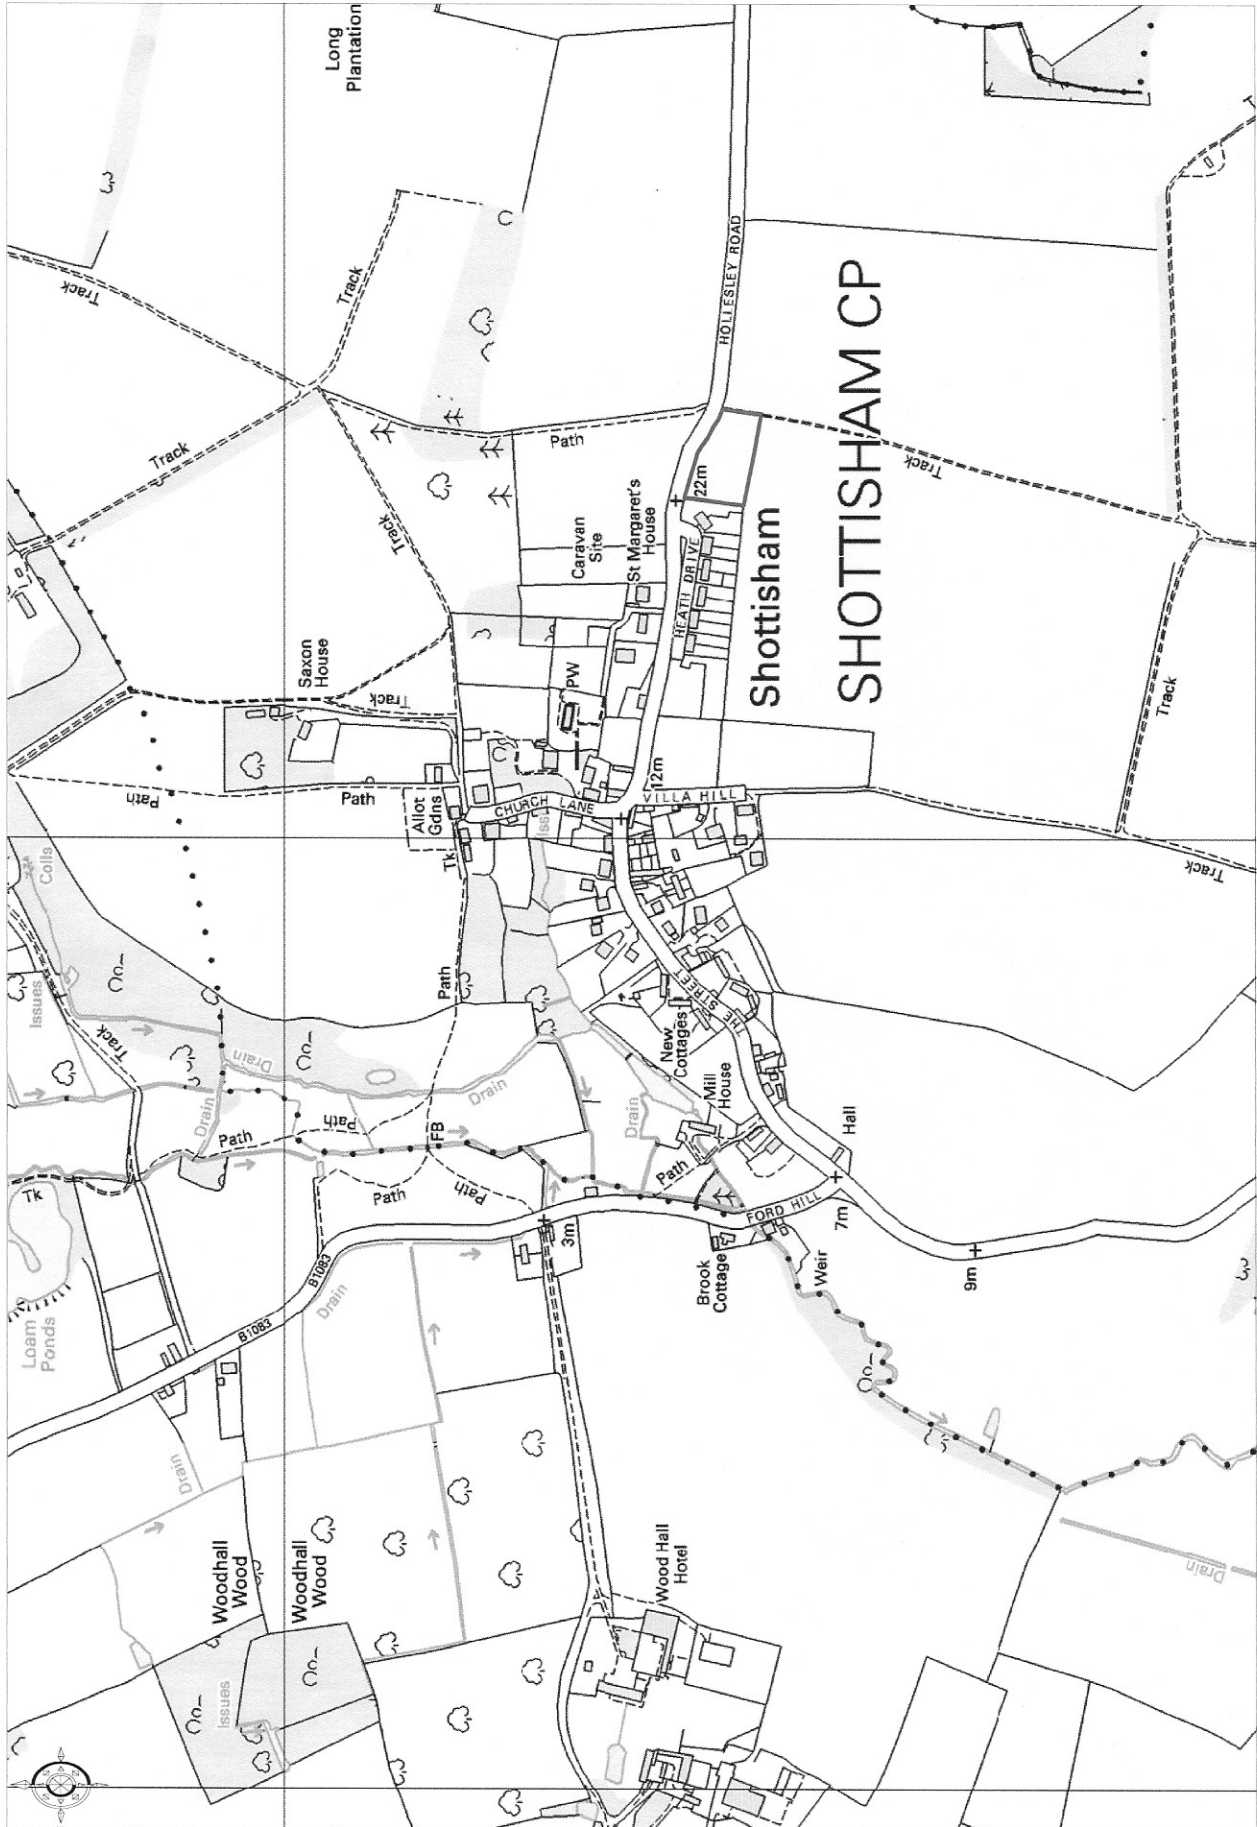 Long
Plantation
Track
Track
Track
Track
Path
HOLLESLEY ROAD
SHOTTISHAM CP
Shottisham
22m
Track
Caravan
Site
St Margaret's
House
HEATH DRIVE
Saxon
House
Track
PW
Path
Path
Allot
Gdns
CHURCH LANE
12m
VILLA HILL
Track
Track
Tk
Colls
Issues
Track
Path
THE STREET
New
Cottages
Mill
House
Hall
Drain
Drain
Drain
Drain
Path
Path
FB
Path
Path
Path
Tk
FORD HILL
7m
9m
3m
Brook
Cottage
Weir
B1083
B1083
Drain
Loam
Ponds
Drain
Woodhall
Wood
Woodhall
Wood
Issues
Wood Hall
Hotel
Drain